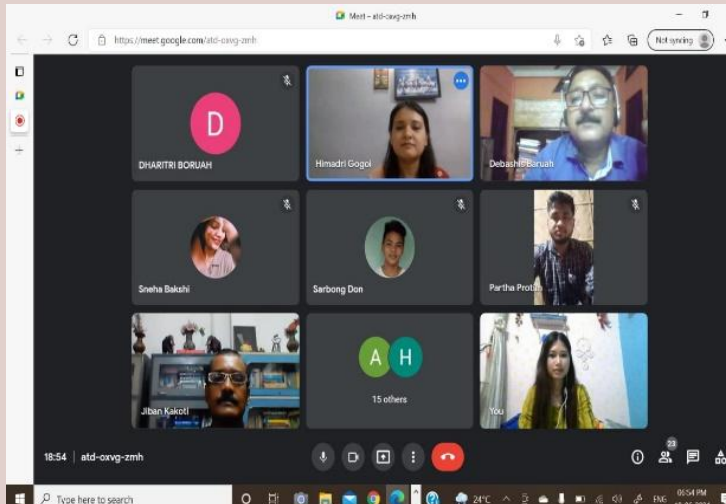 Meet – atd-oxvg-zmh
https://meet.google.com/atd-oxvg-zmh
Not syncing
D
DHARITRI BORUAH
Himadri Gogoi
Debashis Baruah
Sneha Bakshi
Sarbong Don
Partha Protim
Jiban Kakoti
A H
15 others
You
18:54 | atd-oxvg-zmh
23
Type here to search
24°C
ENG
06:54 PM